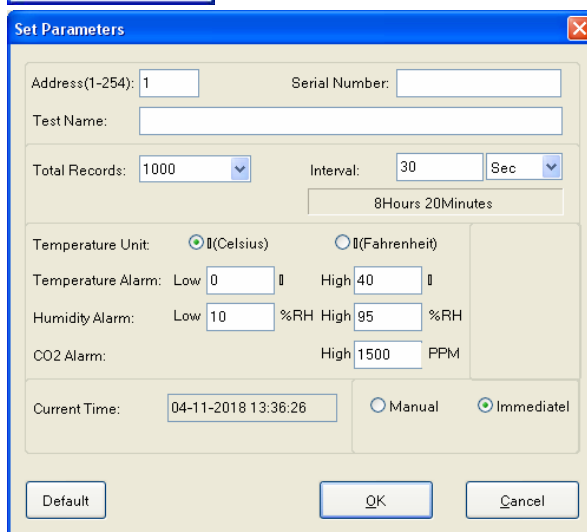 Set Parameters
Address(1-254): 1 Serial Number:
Test Name:
Total Records: 1000 Interval: 30 Sec
8Hours 20Minutes
Temperature Unit: ▯(Celsius) ▯(Fahrenheit)
Temperature Alarm: Low 0 ▯ High 40 ▯
Humidity Alarm: Low 10 %RH High 95 %RH
CO2 Alarm: High 1500 PPM
Current Time: 04-11-2018 13:36:26 Manual Immediatel
Default OK Cancel